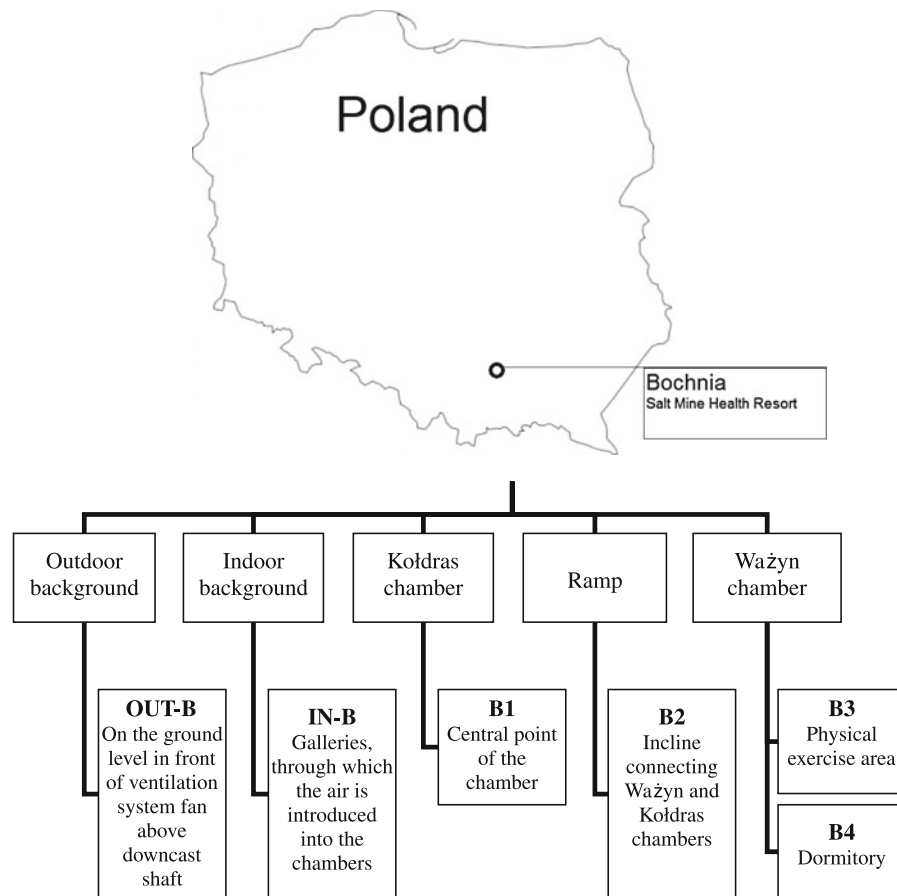 Poland
Bochnia
Salt Mine Health Resort
Outdoor
background
Indoor
background
Kołdras
chamber
Ramp
Ważyn
chamber
OUT-B
On the ground
level in front
of ventilation
system fan
above
downcast
shaft
IN-B
Galleries,
through which
the air is
introduced
into the
chambers
B1
Central point
of the
chamber
B2
Incline
connecting
Ważyn and
Kołdras
chambers
B3
Physical
exercise area
B4
Dormitory